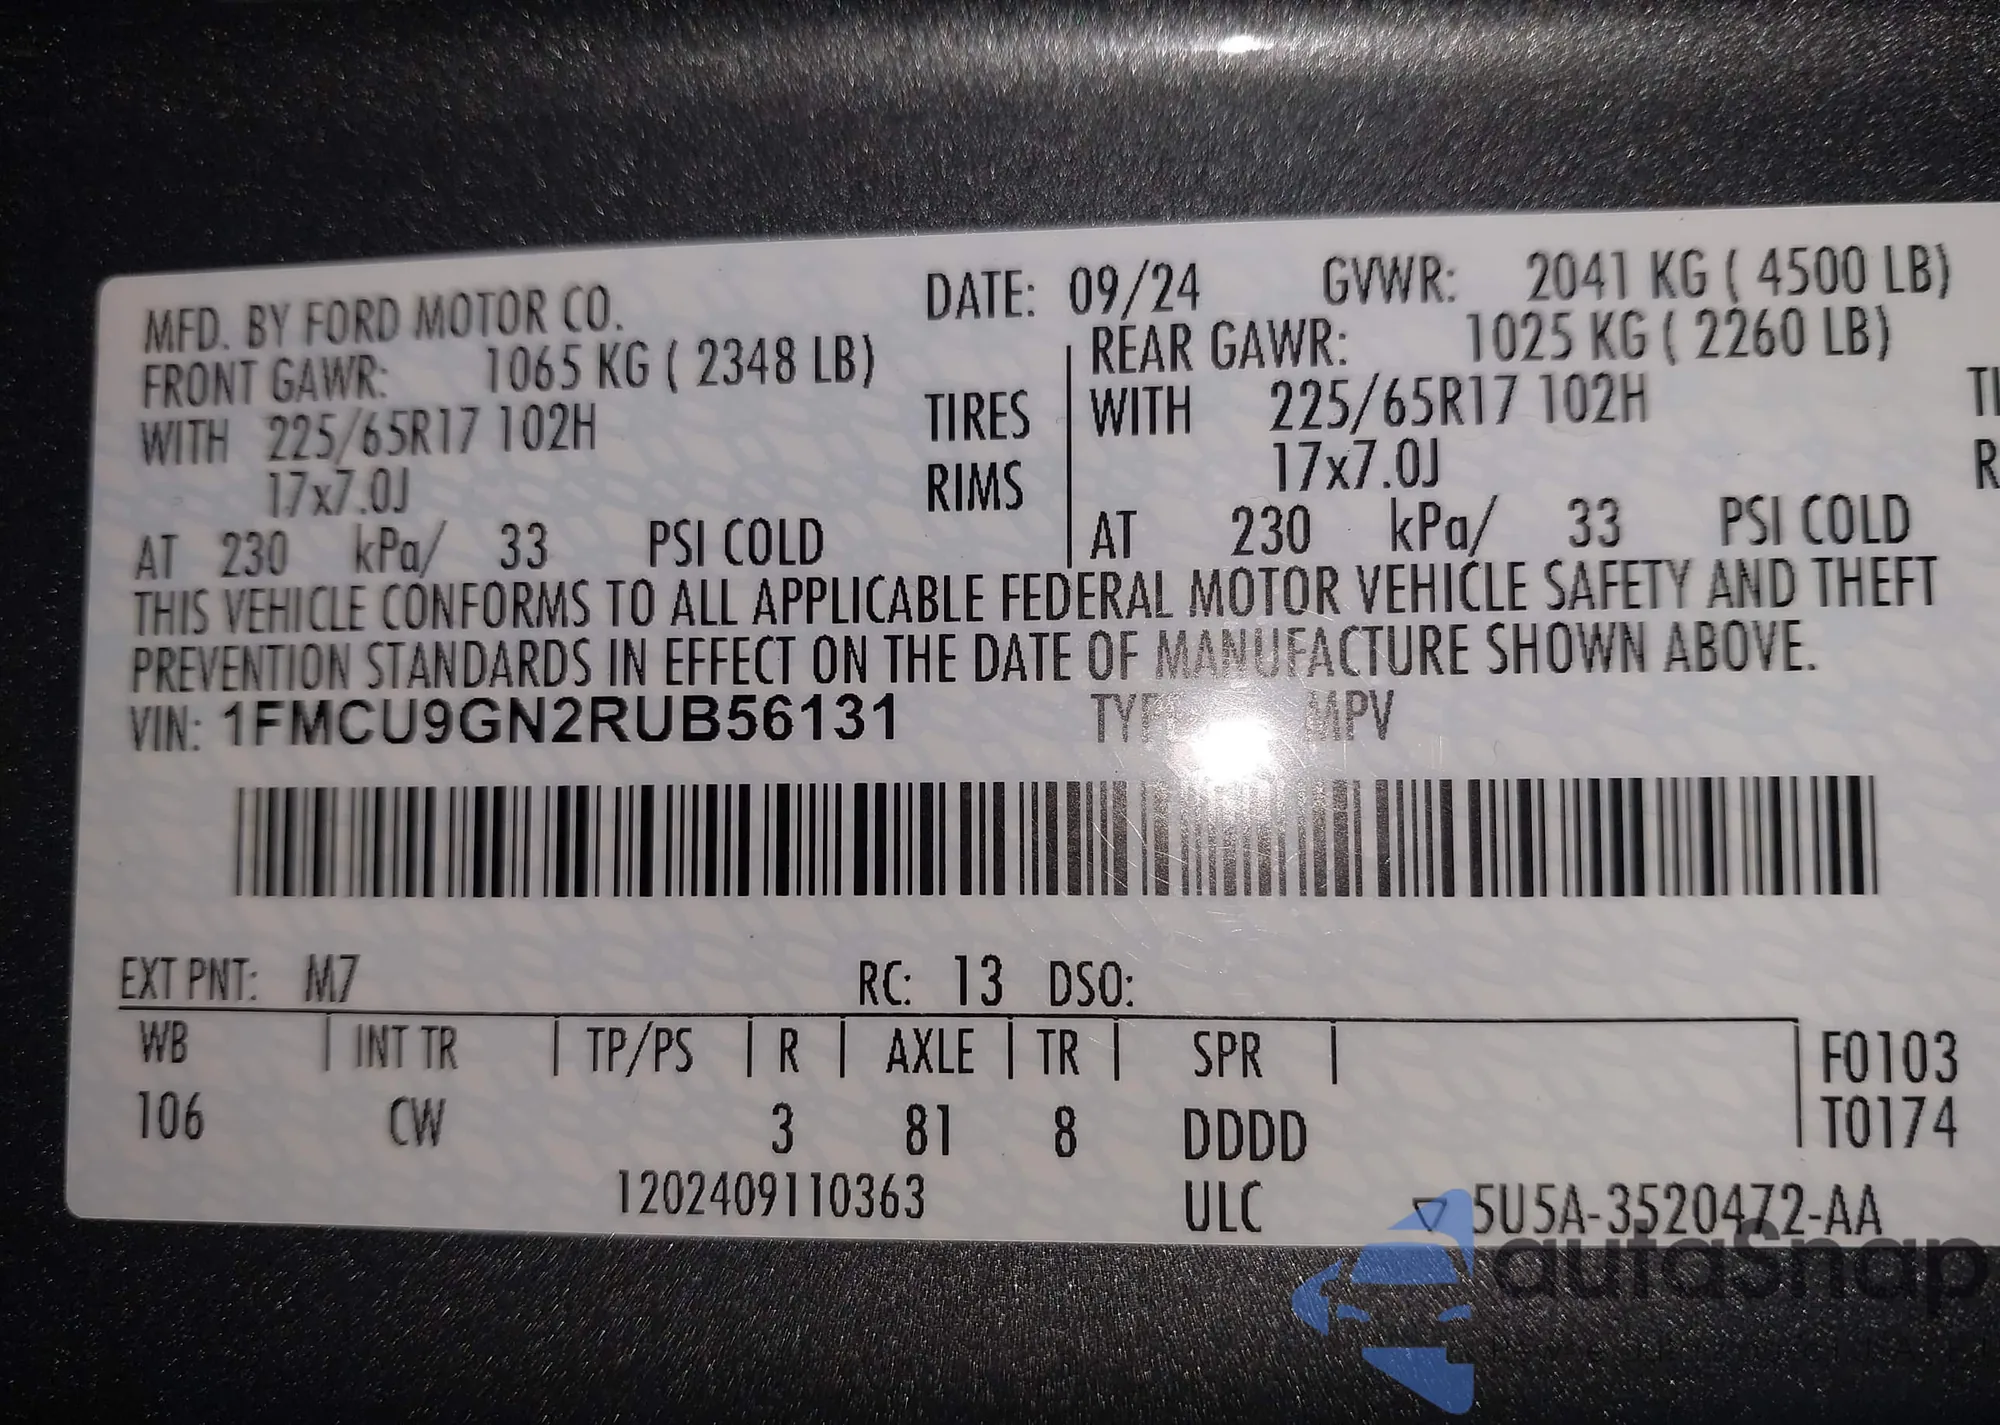 MFD. BY FORD MOTOR CO. DATE: 09/24 GVWR: 2041 KG ( 4500 LB)
FRONT GAWR: 1065 KG ( 2348 LB) REAR GAWR: 1025 KG ( 2260 LB)
WITH 225/65R17 102H TIRES WITH 225/65R17 102H
17x7.0J RIMS 17x7.0J
AT 230 kPa/ 33 PSI COLD AT 230 kPa/ 33 PSI COLD
THIS VEHICLE CONFORMS TO ALL APPLICABLE FEDERAL MOTOR VEHICLE SAFETY AND THEFT
PREVENTION STANDARDS IN EFFECT ON THE DATE OF MANUFACTURE SHOWN ABOVE.
VIN: 1FMCU9GN2RUB56131 TYPE MPV
EXT PNT: M7 RC: 13 DSO:
WB INT TR TP/PS R AXLE TR SPR F0103
106 CW 3 81 8 DDDD T0174
1202409110363 ULC 5U5A-3520472-AA
autoSnap